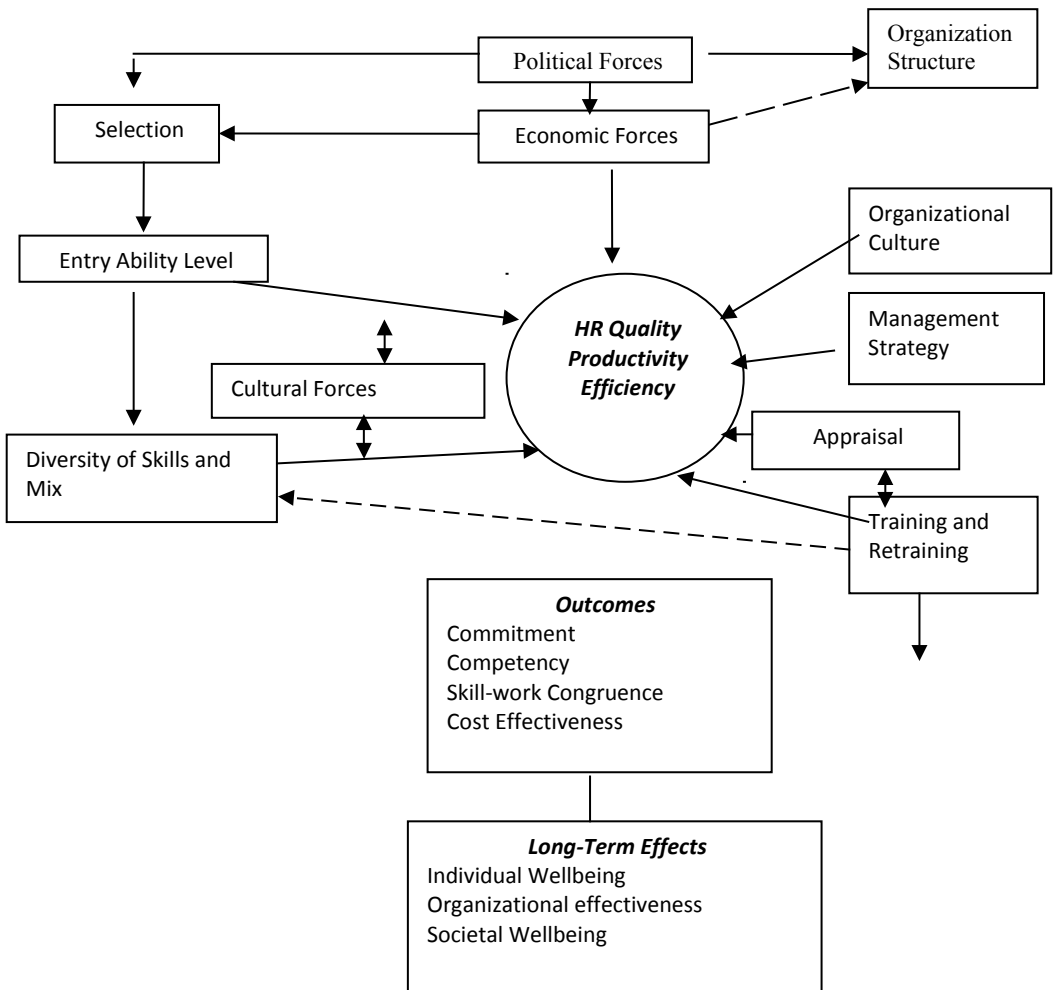 Political Forces
Organization
Structure
Selection
Economic Forces
Organizational
Culture
Entry Ability Level
HR Quality
Productivity
Efficiency
Management
Strategy
Cultural Forces
Appraisal
Diversity of Skills and
Mix
Training and
Retraining
Outcomes
Commitment
Competency
Skill-work Congruence
Cost Effectiveness
Long-Term Effects
Individual Wellbeing
Organizational effectiveness
Societal Wellbeing